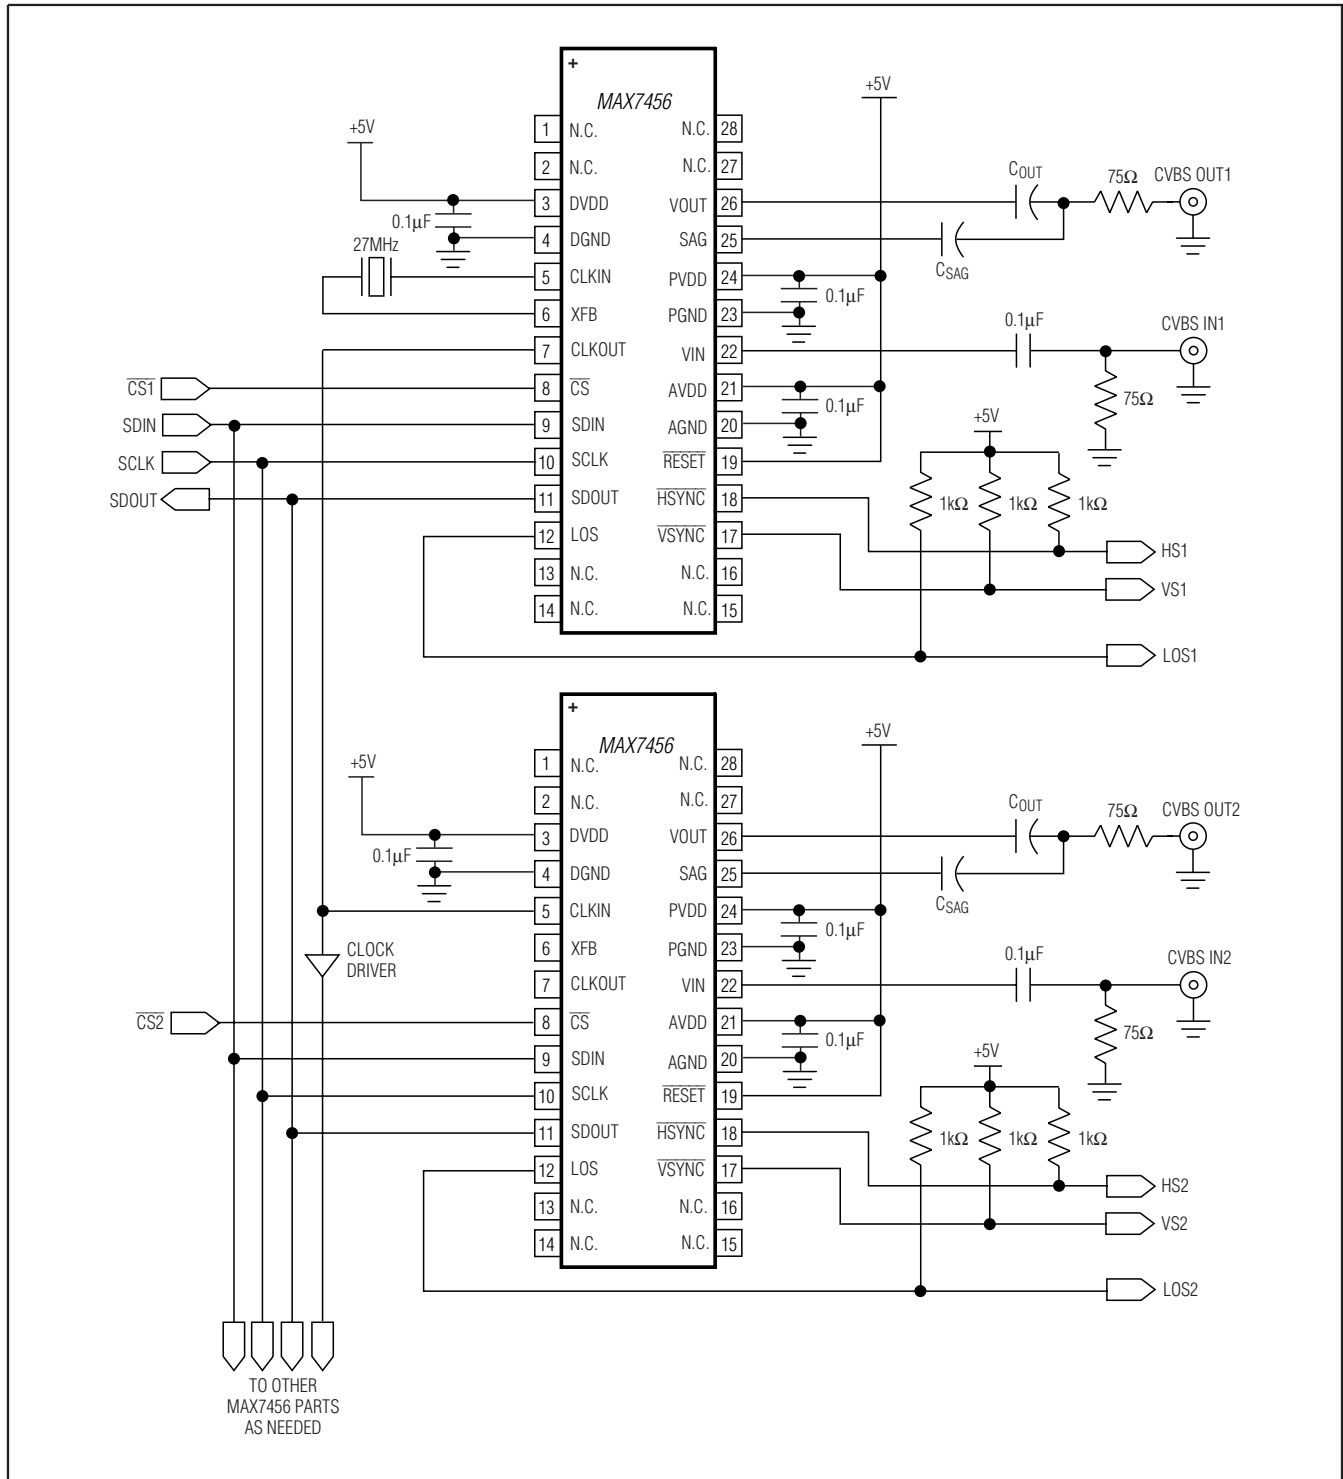 +
MAX7456
+5V
+5V
1 N.C.
N.C. 28
2 N.C.
N.C. 27
3 DVDD
VOUT 26
COUT
75Ω
CVBS OUT1
0.1μF
4 DGND
SAG 25
CSAG
27MHz
5 CLKIN
PVDD 24
0.1μF
6 XFB
PGND 23
7 CLKOUT
VIN 22
0.1μF
CVBS IN1
CS1
8 CS
AVDD 21
0.1μF
75Ω
SDIN
9 SDIN
AGND 20
+5V
SCLK
10 SCLK
RESET 19
SDOUT
11 SDOUT
HSYNC 18
1kΩ
1kΩ
1kΩ
12 LOS
VSYNC 17
HS1
13 N.C.
N.C. 16
VS1
14 N.C.
N.C. 15
LOS1
+
MAX7456
+5V
+5V
1 N.C.
N.C. 28
2 N.C.
N.C. 27
3 DVDD
VOUT 26
COUT
75Ω
CVBS OUT2
0.1μF
4 DGND
SAG 25
CSAG
5 CLKIN
PVDD 24
0.1μF
CLOCK
DRIVER
6 XFB
PGND 23
7 CLKOUT
VIN 22
0.1μF
CVBS IN2
CS2
8 CS
AVDD 21
0.1μF
75Ω
9 SDIN
AGND 20
+5V
10 SCLK
RESET 19
11 SDOUT
HSYNC 18
1kΩ
1kΩ
1kΩ
12 LOS
VSYNC 17
HS2
13 N.C.
N.C. 16
VS2
14 N.C.
N.C. 15
LOS2
TO OTHER
MAX7456 PARTS
AS NEEDED